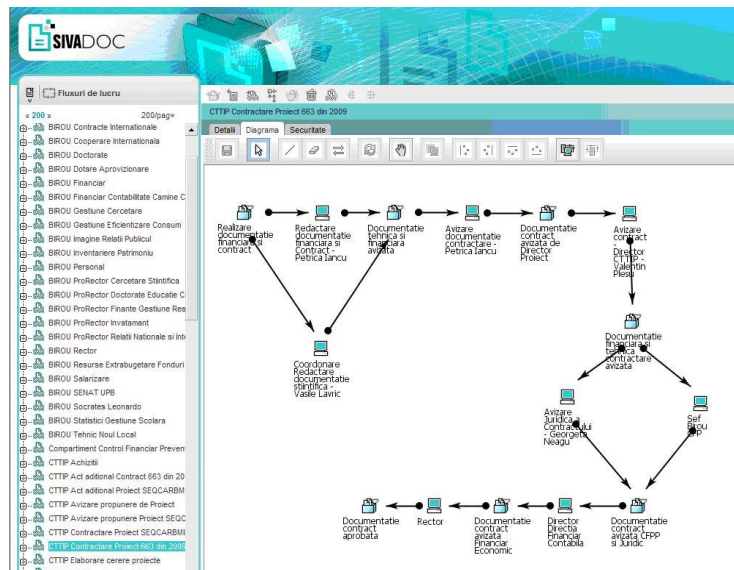 SIVADOC
Fluxuri de lucru
« 200 » 200/pag
BIROU Contracte Internationale
BIROU Cooperare Internationala
BIROU Doctorate
BIROU Dotare Aprovizionare
BIROU Financiar
BIROU Financiar Contabilitate Camine C
BIROU Gestiune Cercetare
BIROU Gestiune Eficientizare Consum
BIROU Imagine Relatii Publicul
BIROU Inventariere Patrimoniu
BIROU Personal
BIROU ProRector Cercetare Stiintifica
BIROU ProRector Doctorate Educatie C
BIROU ProRector Finante Gestiune Res
BIROU ProRector Invatamant
BIROU ProRector Relatii Nationale si Int
BIROU Rector
BIROU Resurse Extrabugetare Fonduri
BIROU Salarizare
BIROU SENAT UPB
BIROU Socrates Leonardo
BIROU Statistici Gestiune Scolara
BIROU Tehnic Noul Local
Compartiment Control Financiar Preven
CTTIP Achizitii
CTTIP Act aditional Contract 663 din 20
CTTIP Act aditional Proiect SEQCARBM
CTTIP Avizare propunere de Proiect
CTTIP Avizare propunere Proiect SEQC
CTTIP Contractare Proiect SEQCARBM
CTTIP Contractare Proiect 663 din 2009
CTTIP Elaborare cerere proiecte
CTTIP Contractare Proiect 663 din 2009
Detalii Diagrama Securitate
Realizare
documentatie
financiara si
contract
Redactare
documentatie
financiara si
Contract -
Petrica Iancu
Documentatie
tehnica si
financiara
avizata
Avizare
documentatie
contractare -
Petrica Iancu
Documentatie
contract
avizata de
Director
Proiect
Avizare
contract
-
Director
CTTIP -
Valentin
Plesu
Coordonare
Redactare
documentatie
stiintifica -
Vasile Lavric
Documentatie
financiara si
tehnica
contractare
avizata
Avizare
Juridica a
Contractului
- Georgeta
Neagu
Sef
Birou
CFP
Documentatie
contract
aprobata
Rector
Documentatie
contract
avizata
Financiar
Economic
Director
Directia
Financiar
Contabila
Documentatie
contract
avizata CFPP
si Juridic